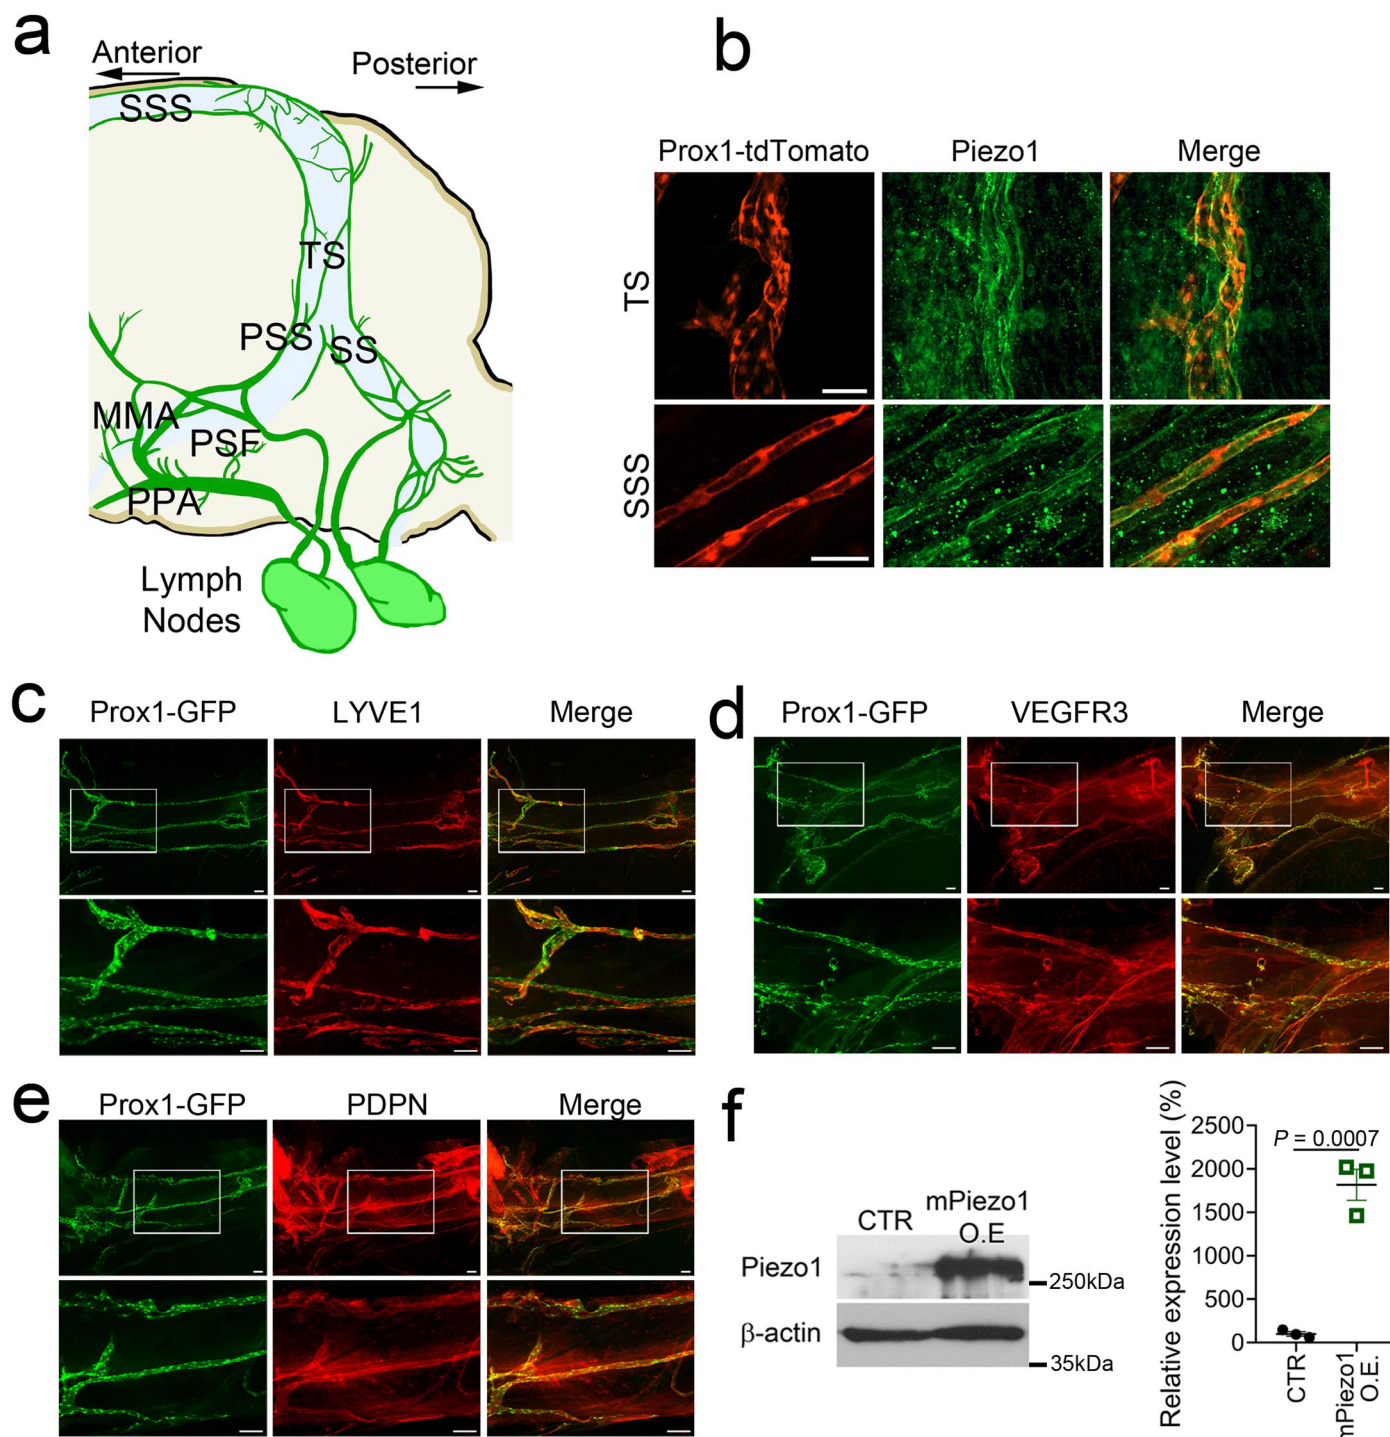 a
Anterior
Posterior
SSS
TS
PSS
SS
MMA
PSF
PPA
Lymph
Nodes
b
Prox1-tdTomato
Piezo1
Merge
TS
SSS
c
Prox1-GFP
LYVE1
Merge
d
Prox1-GFP
VEGFR3
Merge
e
Prox1-GFP
PDPN
Merge
f
CTR
mPiezo1
O.E
Piezo1
250kDa
β-actin
35kDa
Relative expression level (%)
2500
2000
1500
1000
500
0
P = 0.0007
CTR
mPiezo1
O.E.